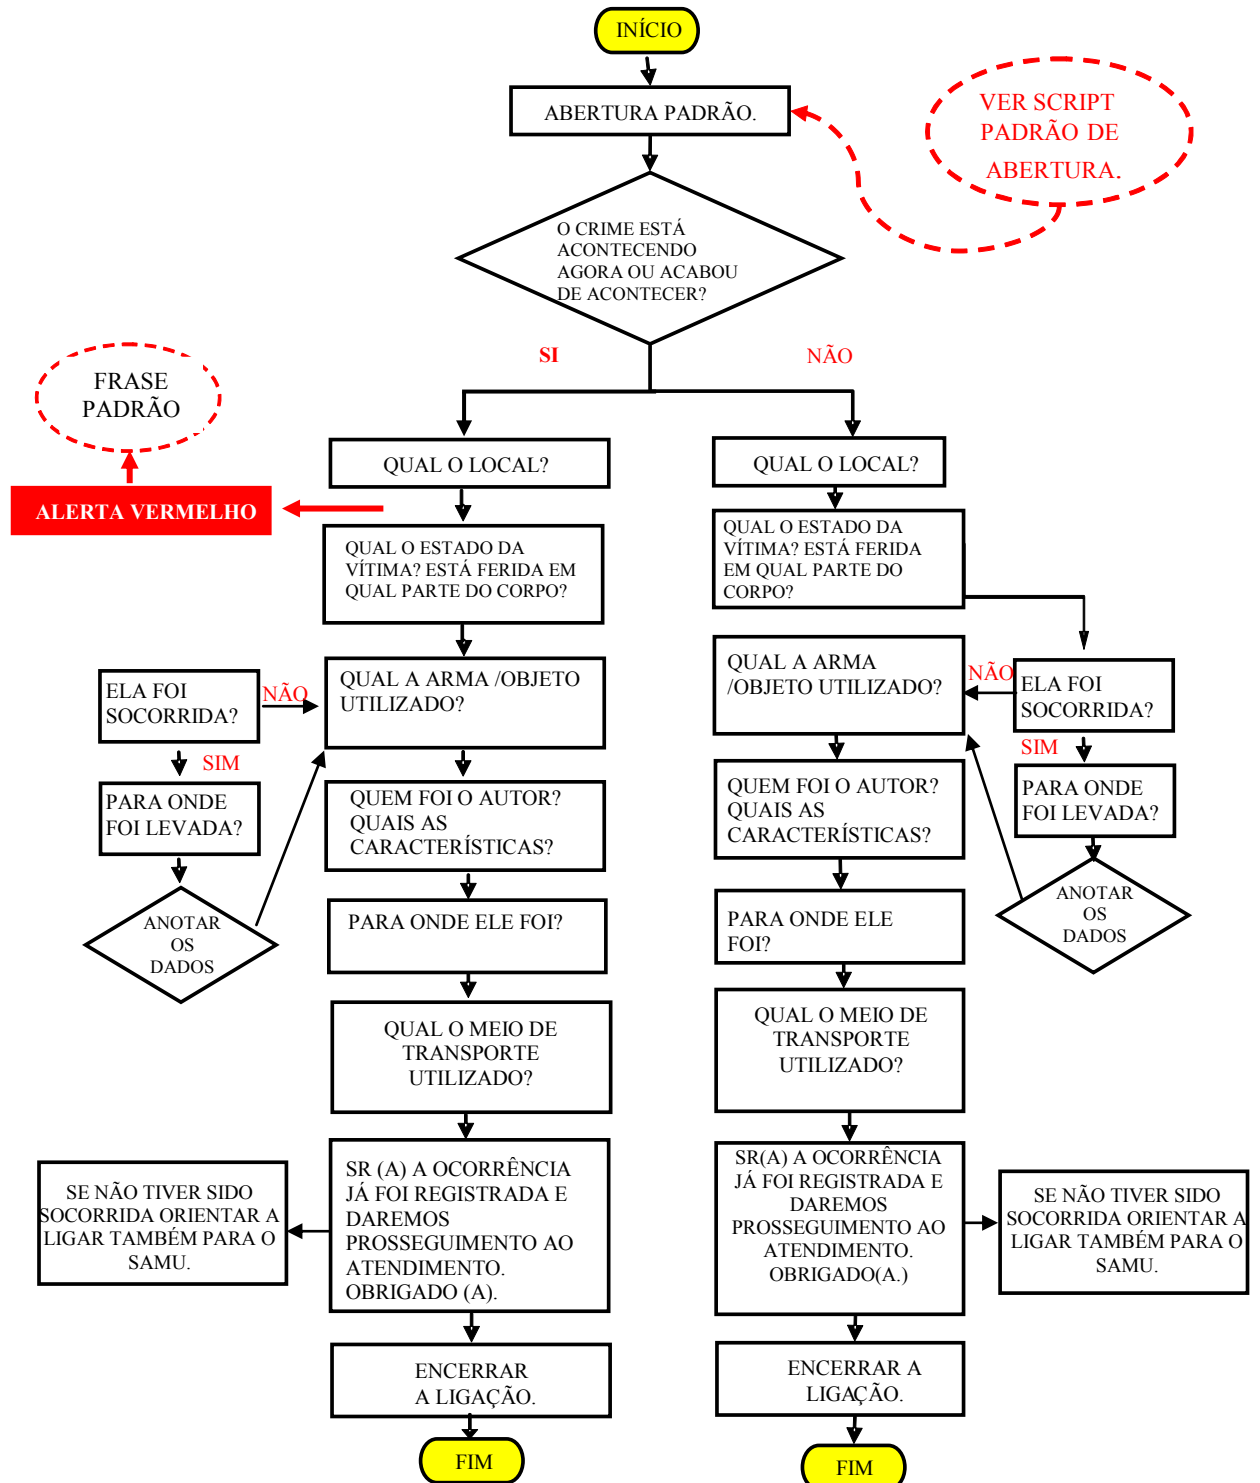 INÍCIO
ABERTURA PADRÃO.
VER SCRIPT
PADRÃO DE
ABERTURA.
O CRIME ESTÁ
ACONTECENDO
AGORA OU ACABOU
DE ACONTECER?
SI
NÃO
FRASE
PADRÃO
ALERTA VERMELHO
QUAL O LOCAL?
QUAL O ESTADO DA
VÍTIMA? ESTÁ FERIDA EM
QUAL PARTE DO CORPO?
ELA FOI
SOCORRIDA?
NÃO
SIM
PARA ONDE
FOI LEVADA?
ANOTAR
OS
DADOS
QUAL A ARMA /OBJETO
UTILIZADO?
QUEM FOI O AUTOR?
QUAIS AS
CARACTERÍSTICAS?
PARA ONDE ELE FOI?
QUAL O MEIO DE
TRANSPORTE
UTILIZADO?
SR (A) A OCORRÊNCIA
JÁ FOI REGISTRADA E
DAREMOS
PROSSEGUIMENTO AO
ATENDIMENTO.
OBRIGADO (A).
SE NÃO TIVER SIDO
SOCORRIDA ORIENTAR A
LIGAR TAMBÉM PARA O
SAMU.
ENCERRAR
A LIGAÇÃO.
FIM
QUAL O LOCAL?
QUAL O ESTADO DA
VÍTIMA? ESTÁ FERIDA
EM QUAL PARTE DO
CORPO?
QUAL A ARMA
/OBJETO UTILIZADO?
NÃO
ELA FOI
SOCORRIDA?
SIM
PARA ONDE
FOI LEVADA?
ANOTAR
OS
DADOS
QUEM FOI O AUTOR?
QUAIS AS
CARACTERÍSTICAS?
PARA ONDE ELE
FOI?
QUAL O MEIO DE
TRANSPORTE
UTILIZADO?
SR(A) A OCORRÊNCIA
JÁ FOI REGISTRADA E
DAREMOS
PROSSEGUIMENTO AO
ATENDIMENTO.
OBRIGADO(A.)
SE NÃO TIVER SIDO
SOCORRIDA ORIENTAR A
LIGAR TAMBÉM PARA O
SAMU.
ENCERRAR A
LIGAÇÃO.
FIM